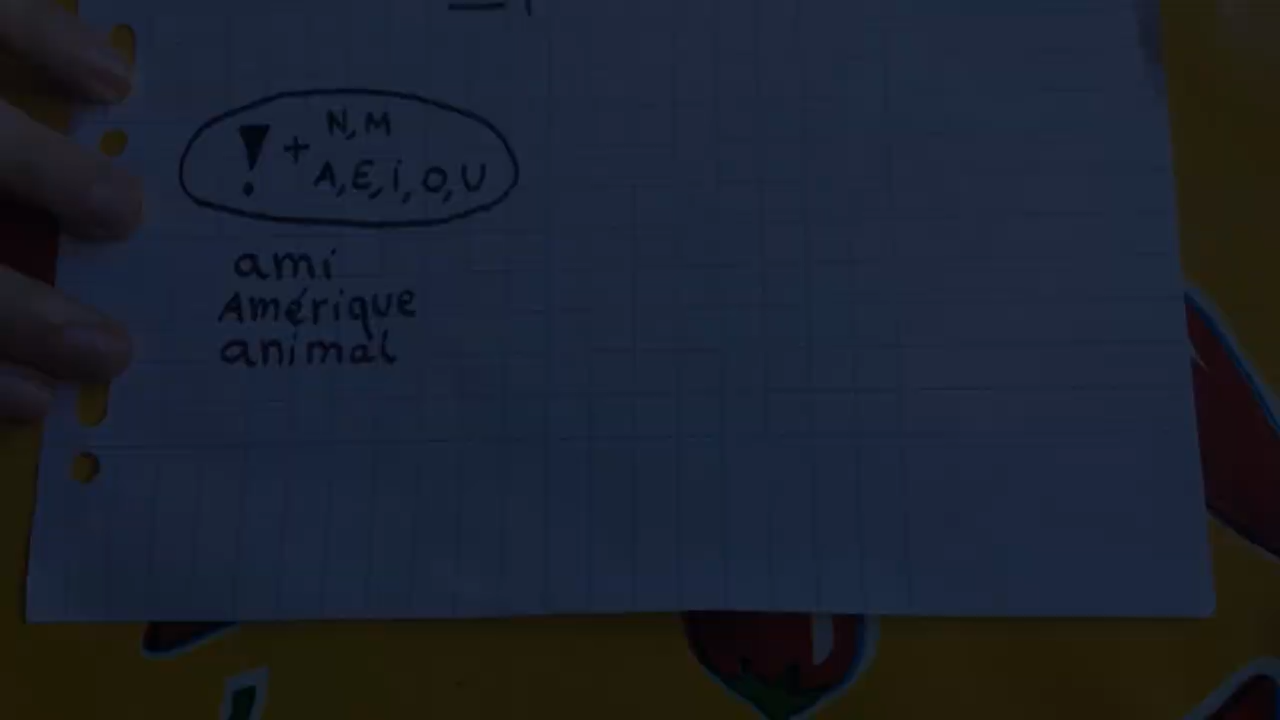 ! + N, M
A, E, i, O, U
ami
Amérique
animal